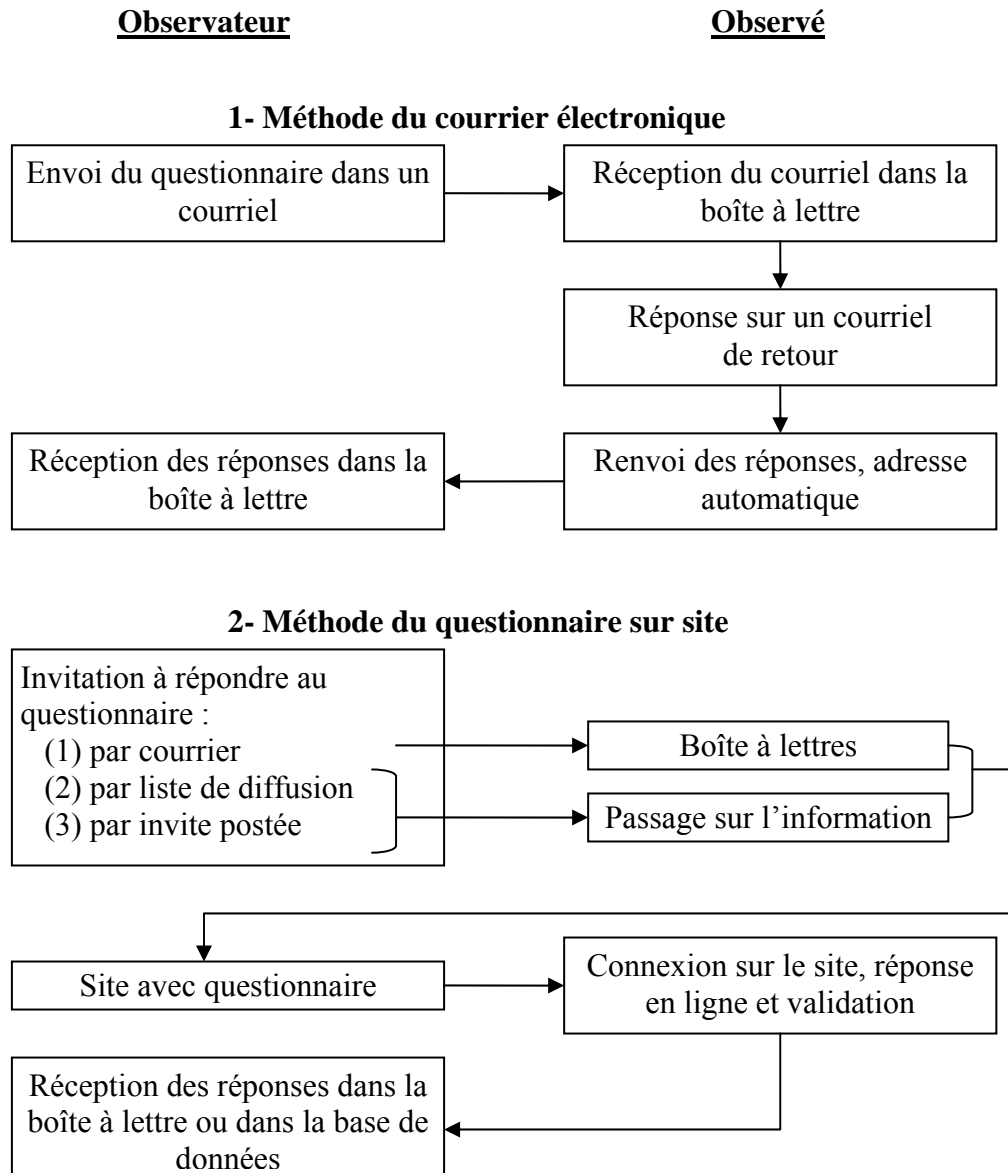 Observateur
Observé
1- Méthode du courrier électronique
Envoi du questionnaire dans un
courriel
Réception du courriel dans la
boîte à lettre
Réponse sur un courriel
de retour
Réception des réponses dans la
boîte à lettre
Renvoi des réponses, adresse
automatique
2- Méthode du questionnaire sur site
Invitation à répondre au
questionnaire :
(1) par courrier
(2) par liste de diffusion
(3) par invite postée
Boîte à lettres
Passage sur l’information
Site avec questionnaire
Connexion sur le site, réponse
en ligne et validation
Réception des réponses dans la
boîte à lettre ou dans la base de
données